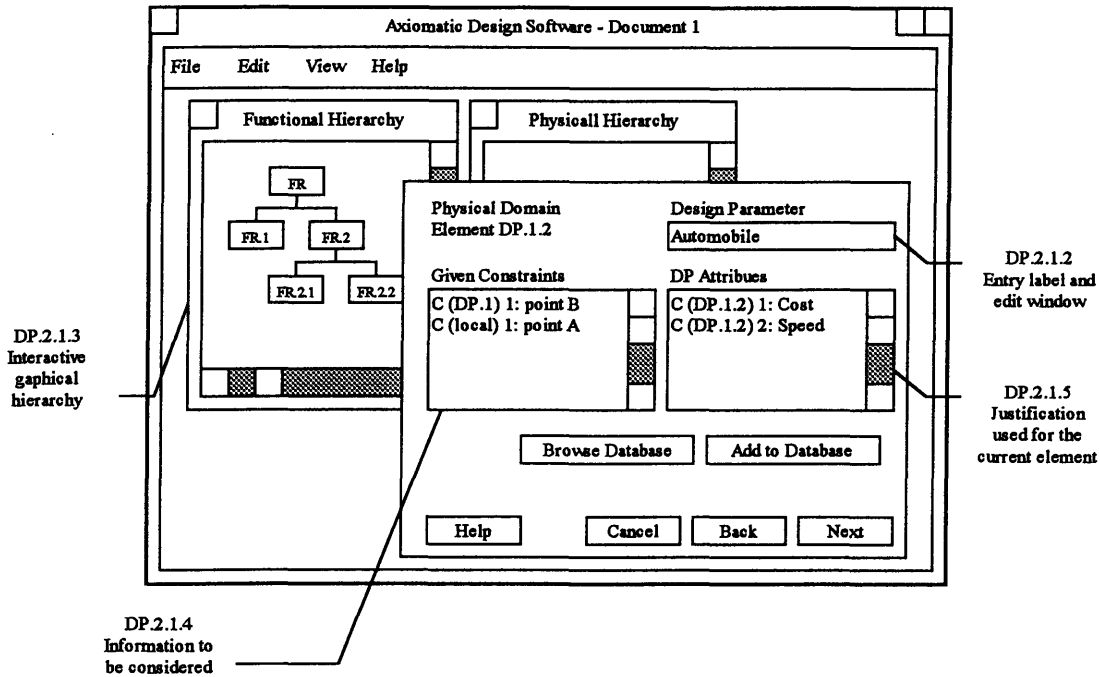 Axiomatic Design Software - Document 1
File Edit View Help
Functional Hierarchy
Physicall Hierarchy
FR
FR.1 FR.2
FR.2.1 FR.2.2
Physical Domain
Element DP.1.2
Design Parameter
Automobile
Given Constraints
C (DP.1) 1: point B
C (local) 1: point A
DP Attribues
C (DP.1.2) 1: Cost
C (DP.1.2) 2: Speed
Browse Database Add to Database
Help Cancel Back Next
DP.2.1.2
Entry label and
edit window
DP.2.1.3
Interactive
gaphical
hierarchy
DP.2.1.5
Justification
used for the
current element
DP.2.1.4
Information to
be considered